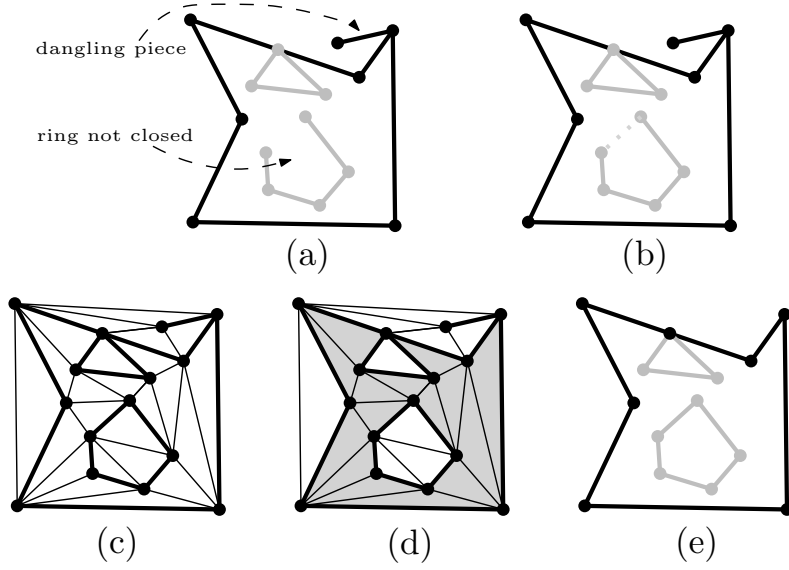 dangling piece
ring not closed
(a)
(b)
(c)
(d)
(e)